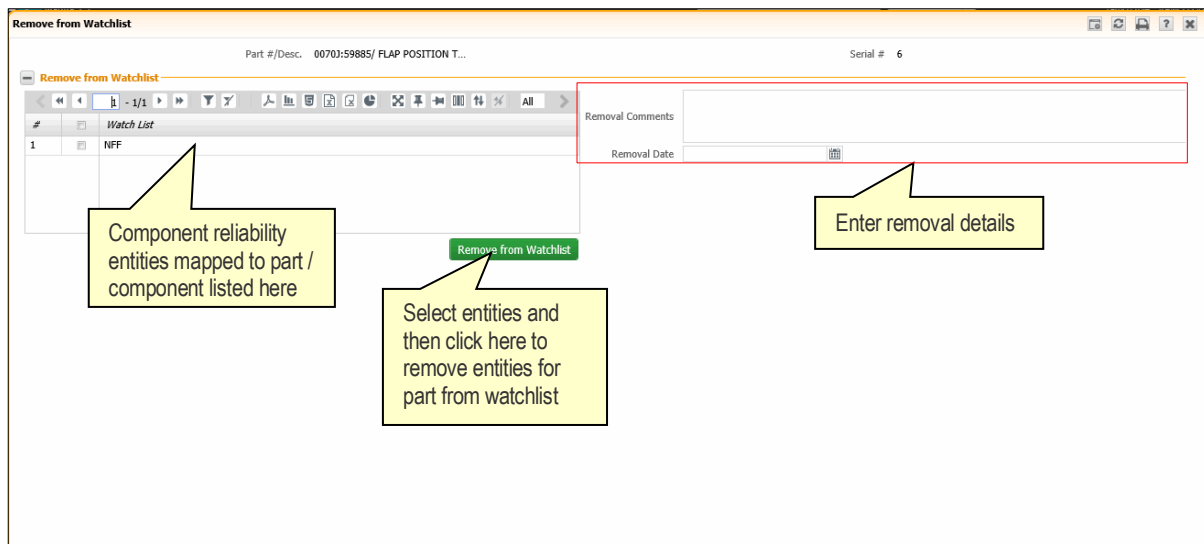 Remove from Watchlist
?
Part #/Desc. 0070J:59885/ FLAP POSITION T...
Serial # 6
Remove from Watchlist
1 - 1/1
All
# Watch List
1 NFF
Removal Comments
Removal Date
Remove from Watchlist
Component reliability
entities mapped to part /
component listed here
Enter removal details
Select entities and
then click here to
remove entities for
part from watchlist